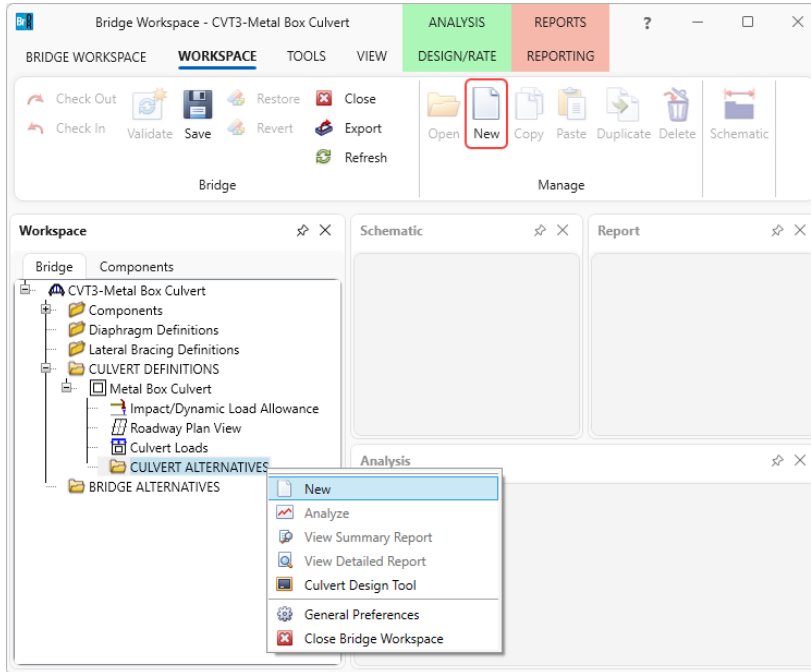 Br R Bridge Workspace - CVT3-Metal Box Culvert ANALYSIS REPORTS ?
BRIDGE WORKSPACE WORKSPACE TOOLS VIEW DESIGN/RATE REPORTING
Check Out Restore Close
Check In Validate Save Revert Export Open New Copy Paste Duplicate Delete Schematic
Refresh
Bridge Manage
Workspace Schematic Report
Bridge Components
CVT3-Metal Box Culvert
Components
Diaphragm Definitions
Lateral Bracing Definitions
CULVERT DEFINITIONS
Metal Box Culvert
Impact/Dynamic Load Allowance
Roadway Plan View
Culvert Loads
CULVERT ALTERNATIVES Analysis
BRIDGE ALTERNATIVES
New
Analyze
View Summary Report
View Detailed Report
Culvert Design Tool
General Preferences
Close Bridge Workspace